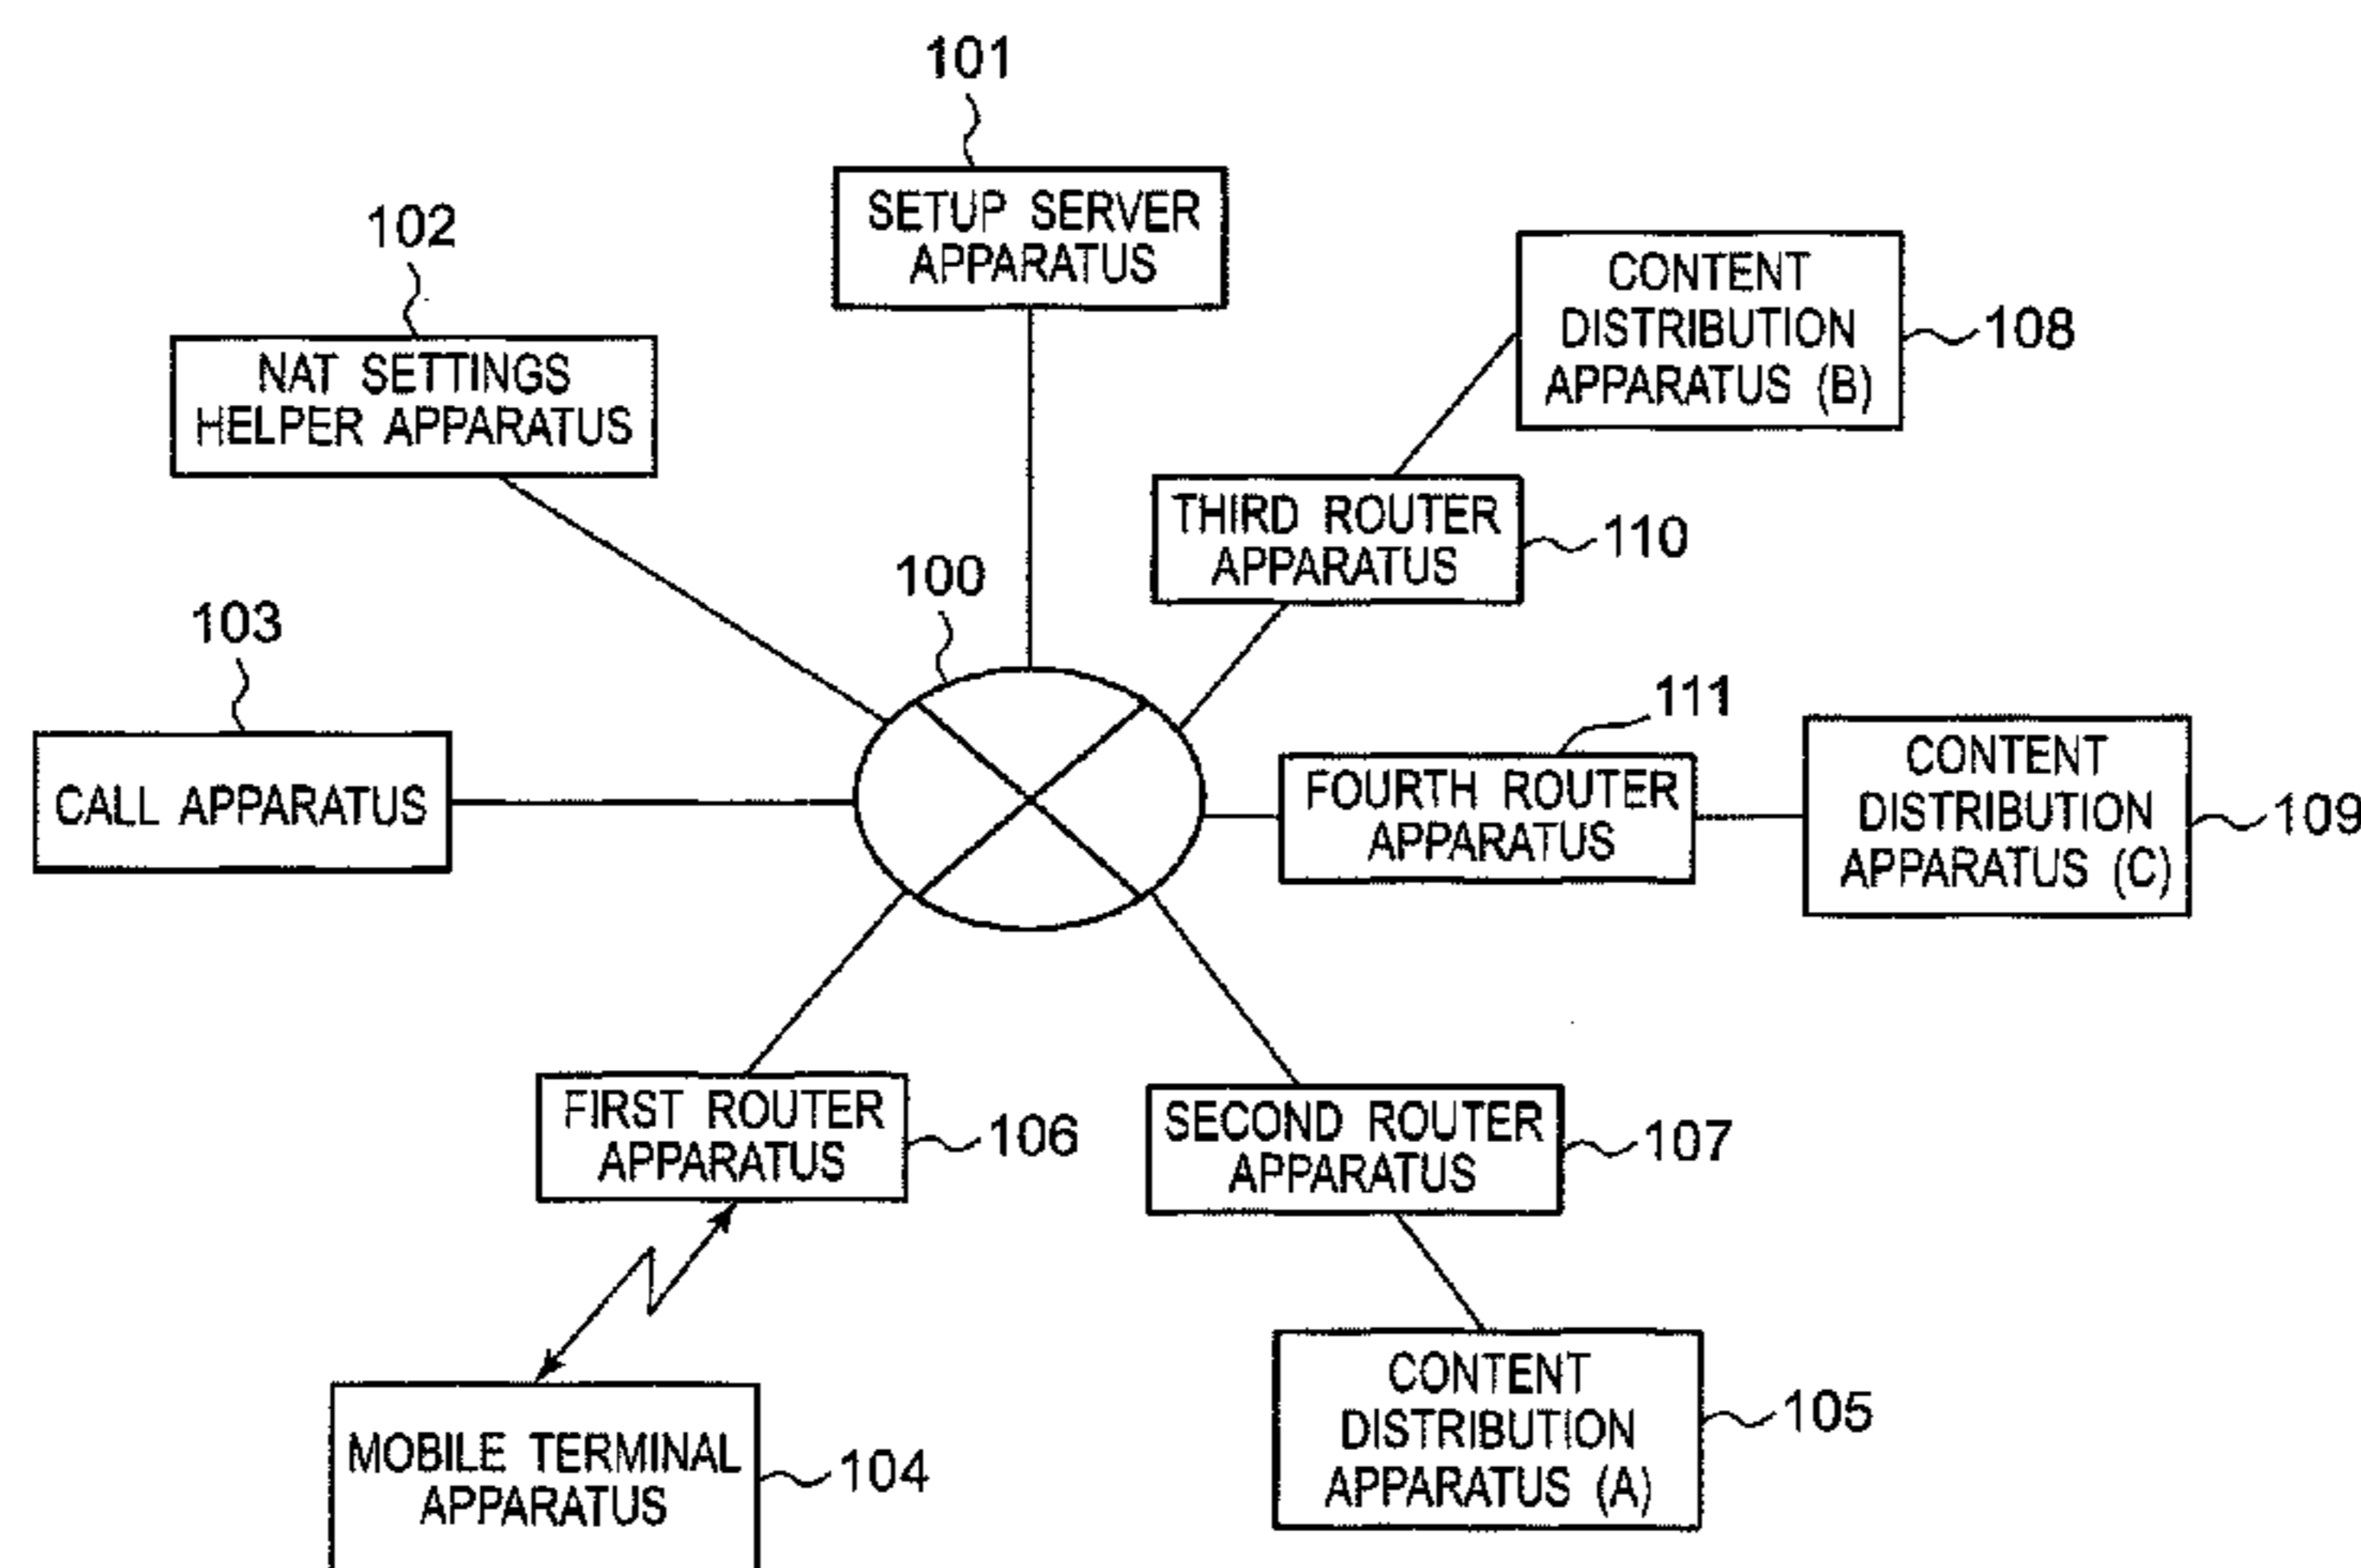 101
SETUP SERVER
APPARATUS
102
NAT SETTINGS
HELPER APPARATUS
CONTENT
DISTRIBUTION
APPARATUS (B)
108
THIRD ROUTER
APPARATUS
110
100
103
CALL APPARATUS
111
FOURTH ROUTER
APPARATUS
CONTENT
DISTRIBUTION
APPARATUS (C)
109
FIRST ROUTER
APPARATUS
106
SECOND ROUTER
APPARATUS
107
MOBILE TERMINAL
APPARATUS
104
CONTENT
DISTRIBUTION
APPARATUS (A)
105